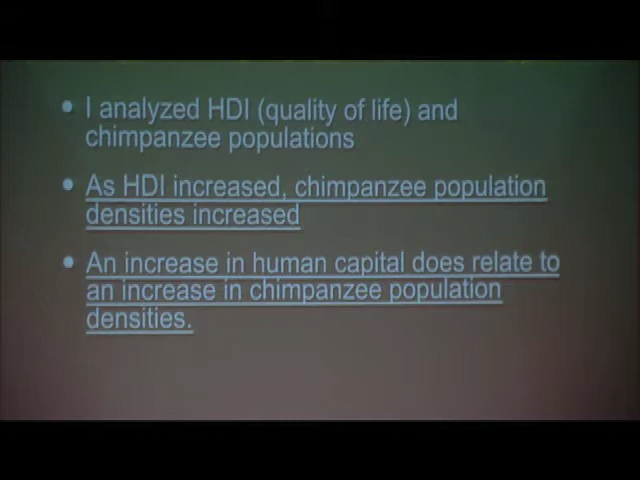 • I analyzed HDI (quality of life) and
chimpanzee populations
• As HDI increased, chimpanzee population
densities increased
• An increase in human capital does relate to
an increase in chimpanzee population
densities.